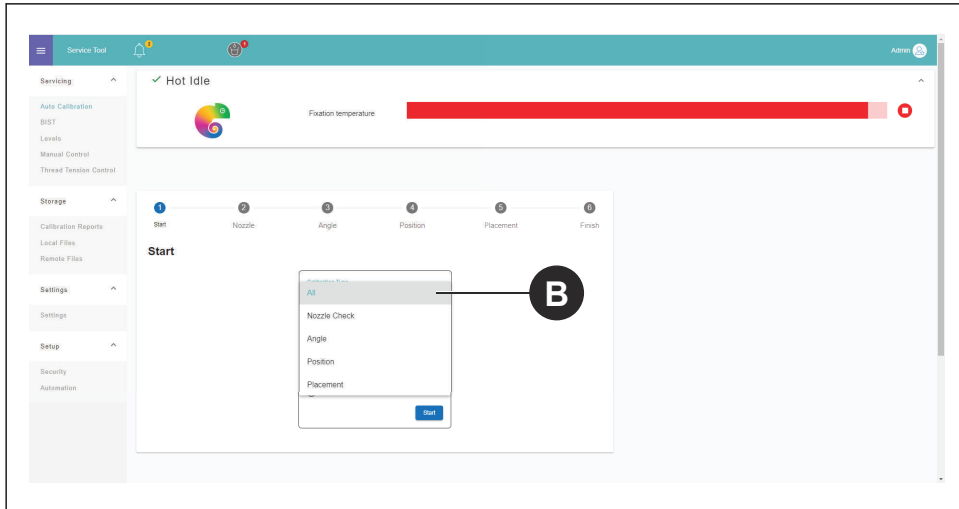 Service Tool
Admin
Servicing
Auto Calibration
BIST
Levels
Manual Control
Thread Tension Control
Storage
Calibration Reports
Local Files
Remote Files
Settings
Settings
Setup
Security
Automation
Hot Idle
Fixation temperature
1 2 3 4 5 6
Start Nozzle Angle Position Placement Finish
Start
Calibration Type
All
B
Nozzle Check
Angle
Position
Placement
Start